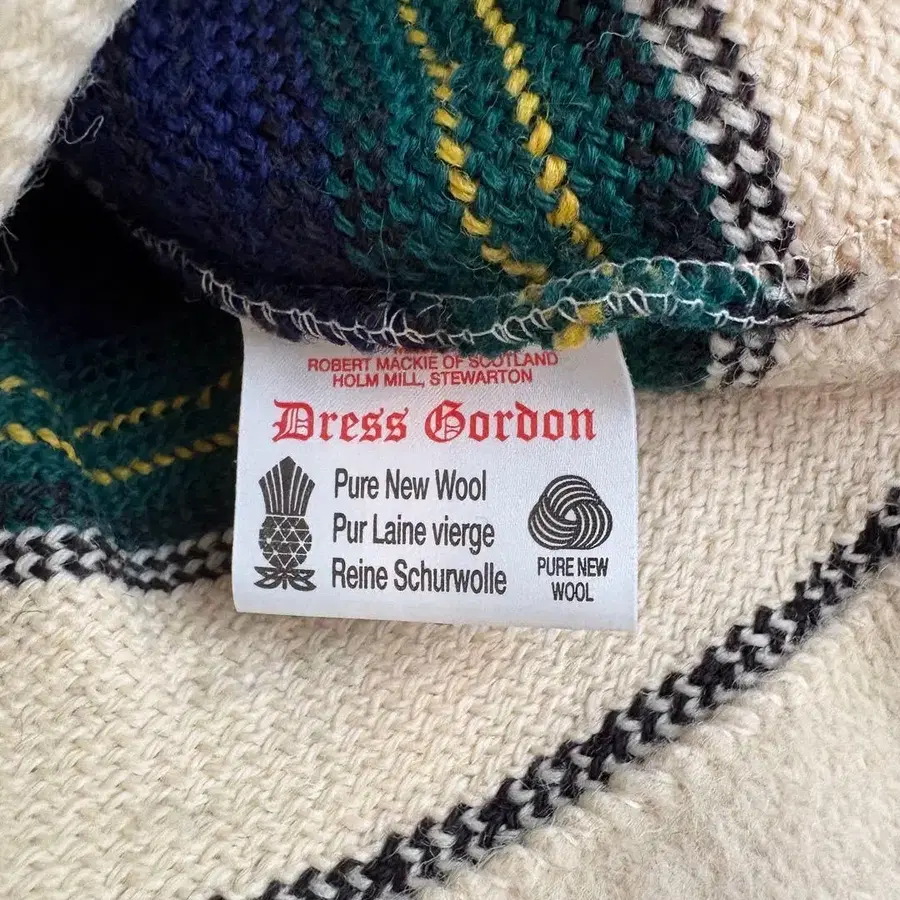 ROBERT MACKIE OF SCOTLAND
HOLM MILL, STEWARTON
Dress Gordon
Pure New Wool
Pur Laine vierge
Reine Schurwolle
PURE NEW
WOOL